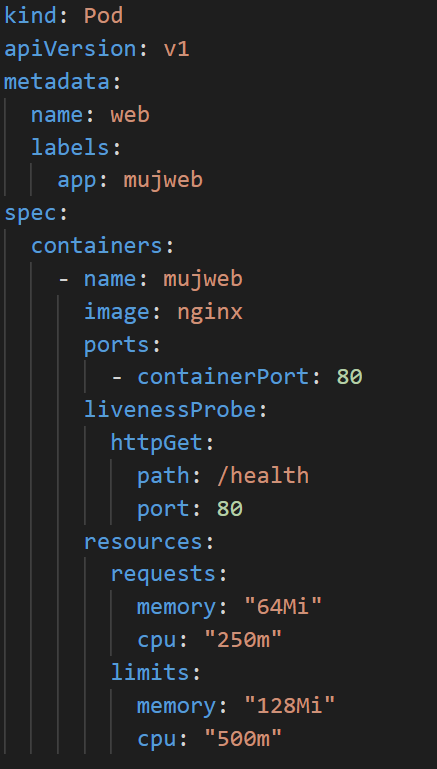 kind: Pod
apiVersion: v1
metadata:
  name: web
  labels:
    app: mujweb
spec:
  containers:
    - name: mujweb
      image: nginx
      ports:
        - containerPort: 80
      livenessProbe:
        httpGet:
          path: /health
          port: 80
      resources:
        requests:
          memory: "64Mi"
          cpu: "250m"
        limits:
          memory: "128Mi"
          cpu: "500m"